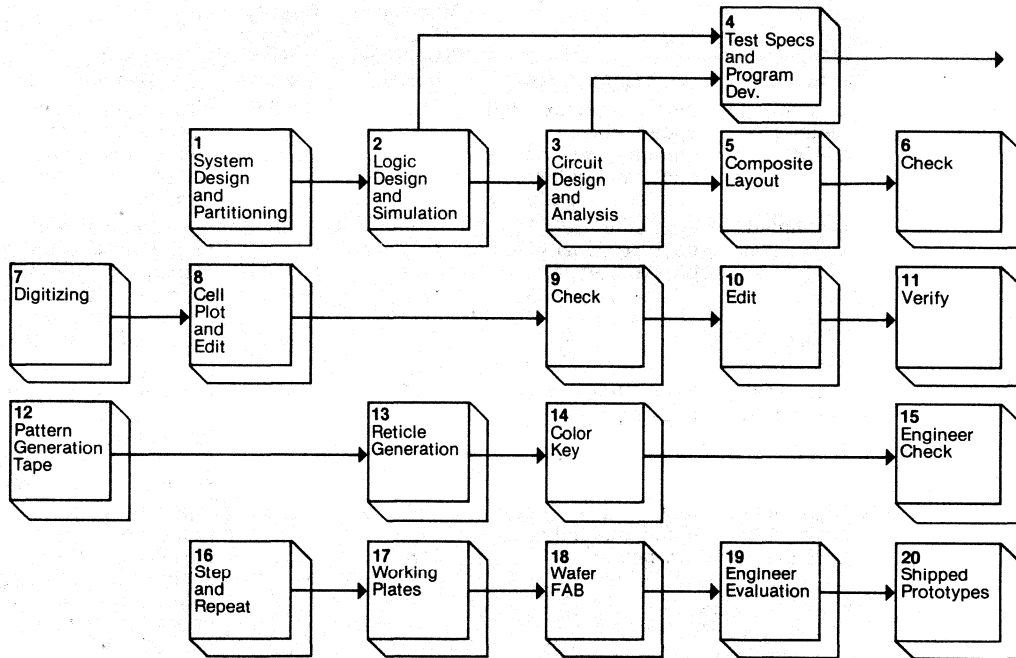 1
System
Design
and
Partitioning
2
Logic
Design
and
Simulation
3
Circuit
Design
and
Analysis
4
Test Specs
and
Program
Dev.
5
Composite
Layout
6
Check
7
Digitizing
8
Cell
Plot
and
Edit
9
Check
10
Edit
11
Verify
12
Pattern
Generation
Tape
13
Reticle
Generation
14
Color
Key
15
Engineer
Check
16
Step
and
Repeat
17
Working
Plates
18
Wafer
FAB
19
Engineer
Evaluation
20
Shipped
Prototypes